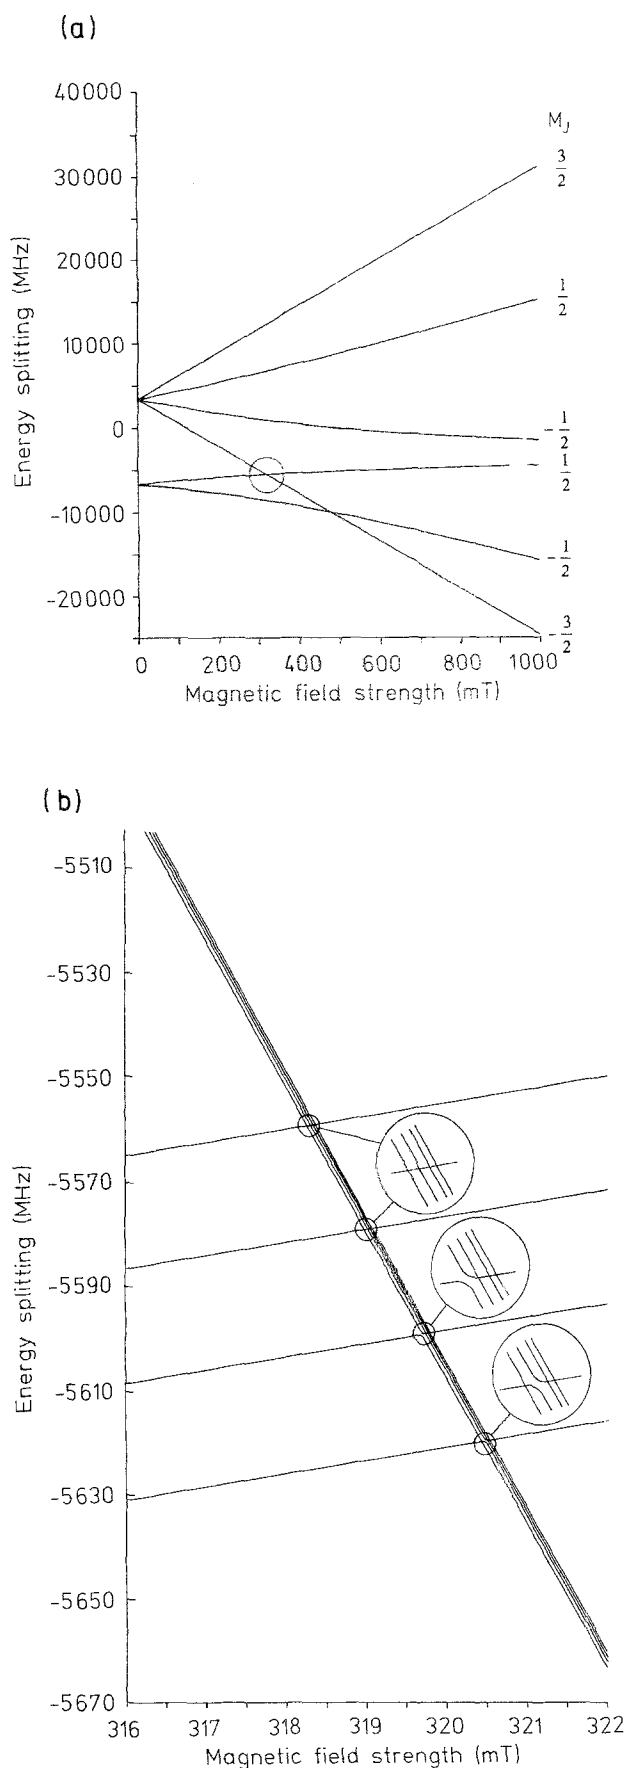 (a)
40000
30000
20000
10000
0
-10000
-20000
Energy splitting (MHz)
M_J
3/2
1/2
-1/2
1/2
-1/2
-3/2
0 200 400 600 800 1000
Magnetic field strength (mT)
(b)
-5510
-5530
-5550
-5570
-5590
-5610
-5630
-5650
-5670
Energy splitting (MHz)
316 317 318 319 320 321 322
Magnetic field strength (mT)